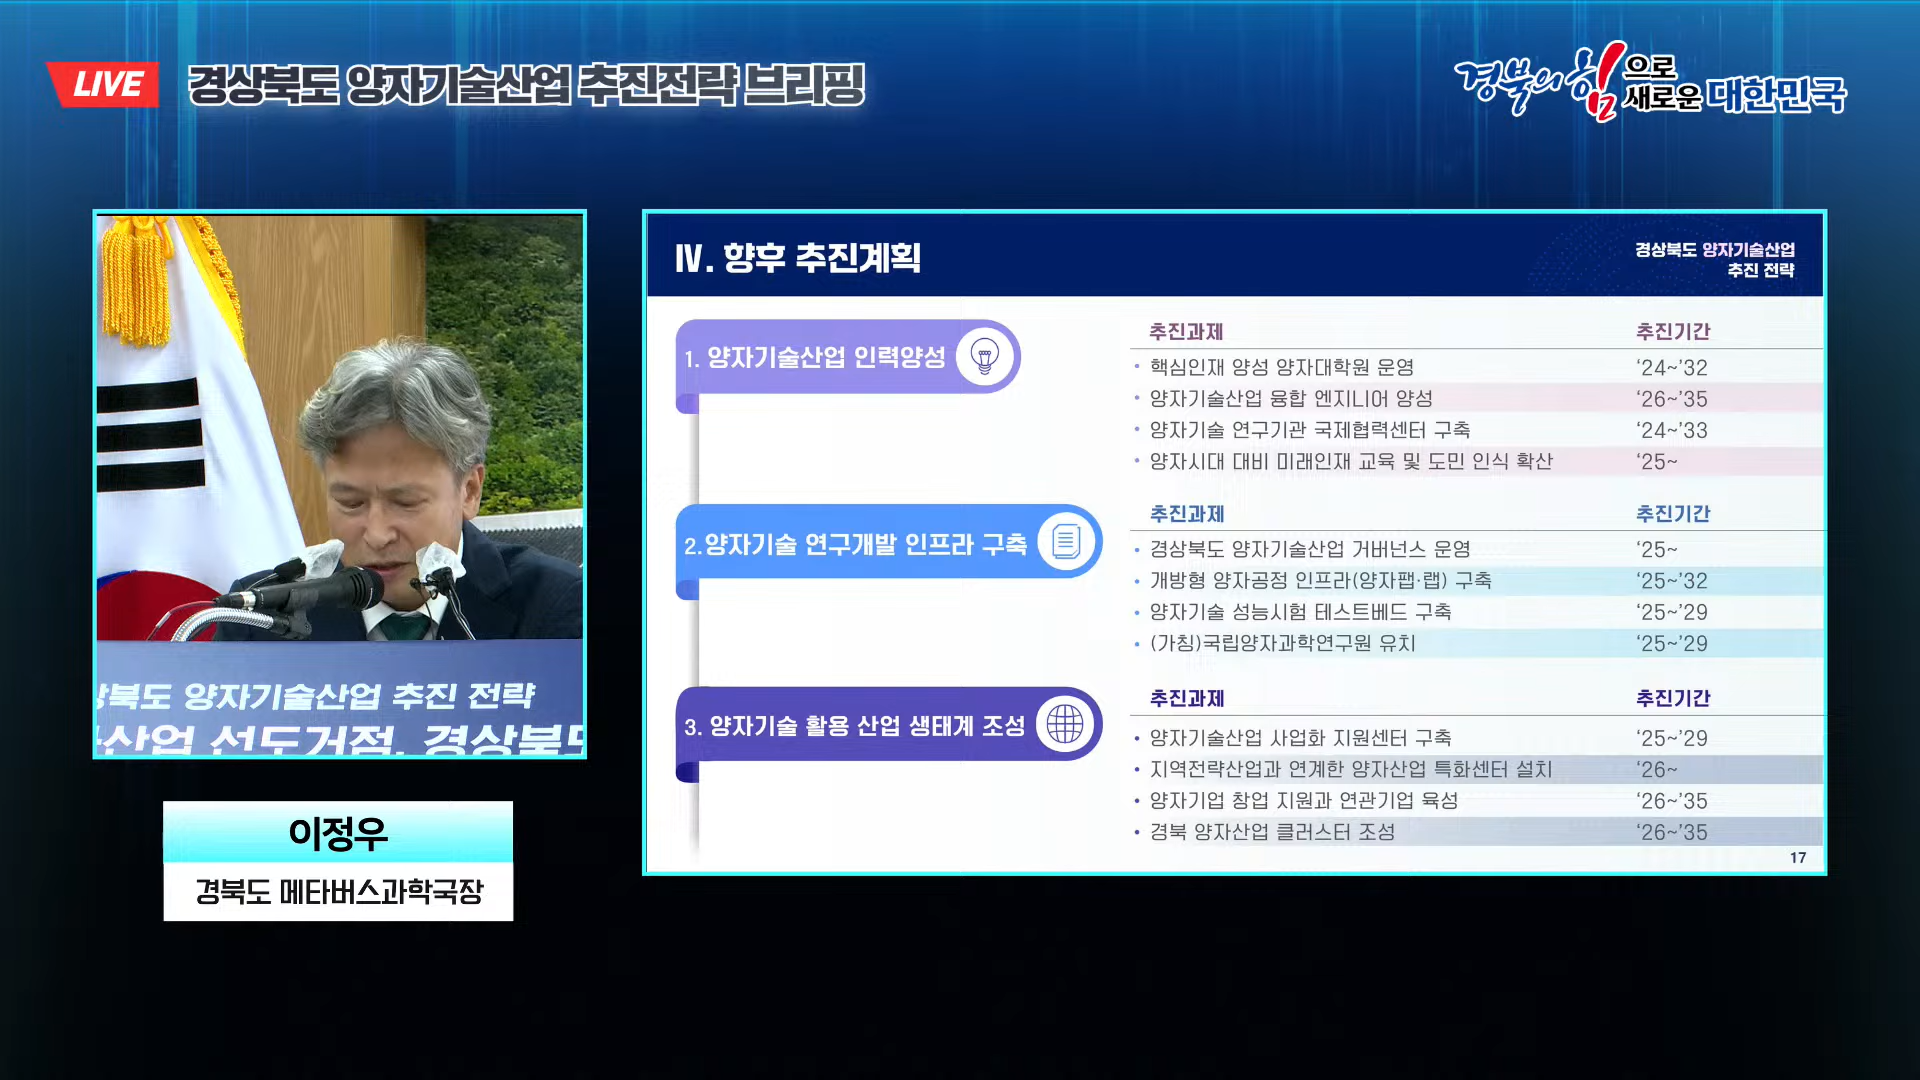 LIVE 경상북도 양자기술산업 추진전략 브리핑
경북의 힘!으로 새로운 대한민국
Ⅳ. 향후 추진계획
경상북도 양자기술산업
추진 전략
1. 양자기술산업 인력양성
추진과제 추진기간
• 핵심인재 양성 양자대학원 운영 ‘24~’32
• 양자기술산업 융합 엔지니어 양성 ‘26~’35
• 양자기술 연구기관 국제협력센터 구축 ‘24~’33
• 양자시대 대비 미래인재 교육 및 도민 인식 확산 ‘25~
2.양자기술 연구개발 인프라 구축
추진과제 추진기간
• 경상북도 양자기술산업 거버넌스 운영 ‘25~
• 개방형 양자공정 인프라(양자팹·랩) 구축 ‘25~’32
• 양자기술 성능시험 테스트베드 구축 ‘25~’29
• (가칭)국립양자과학연구원 유치 ‘25~’29
3. 양자기술 활용 산업 생태계 조성
추진과제 추진기간
• 양자기술산업 사업화 지원센터 구축 ‘25~’29
• 지역전략산업과 연계한 양자산업 특화센터 설치 ‘26~
• 양자기업 창업 지원과 연관기업 육성 ‘26~’35
• 경북 양자산업 클러스터 조성 ‘26~’35
17
상북도 양자기술산업 추진 전략
산업 선도거점, 경상북도
이정우
경북도 메타버스과학국장